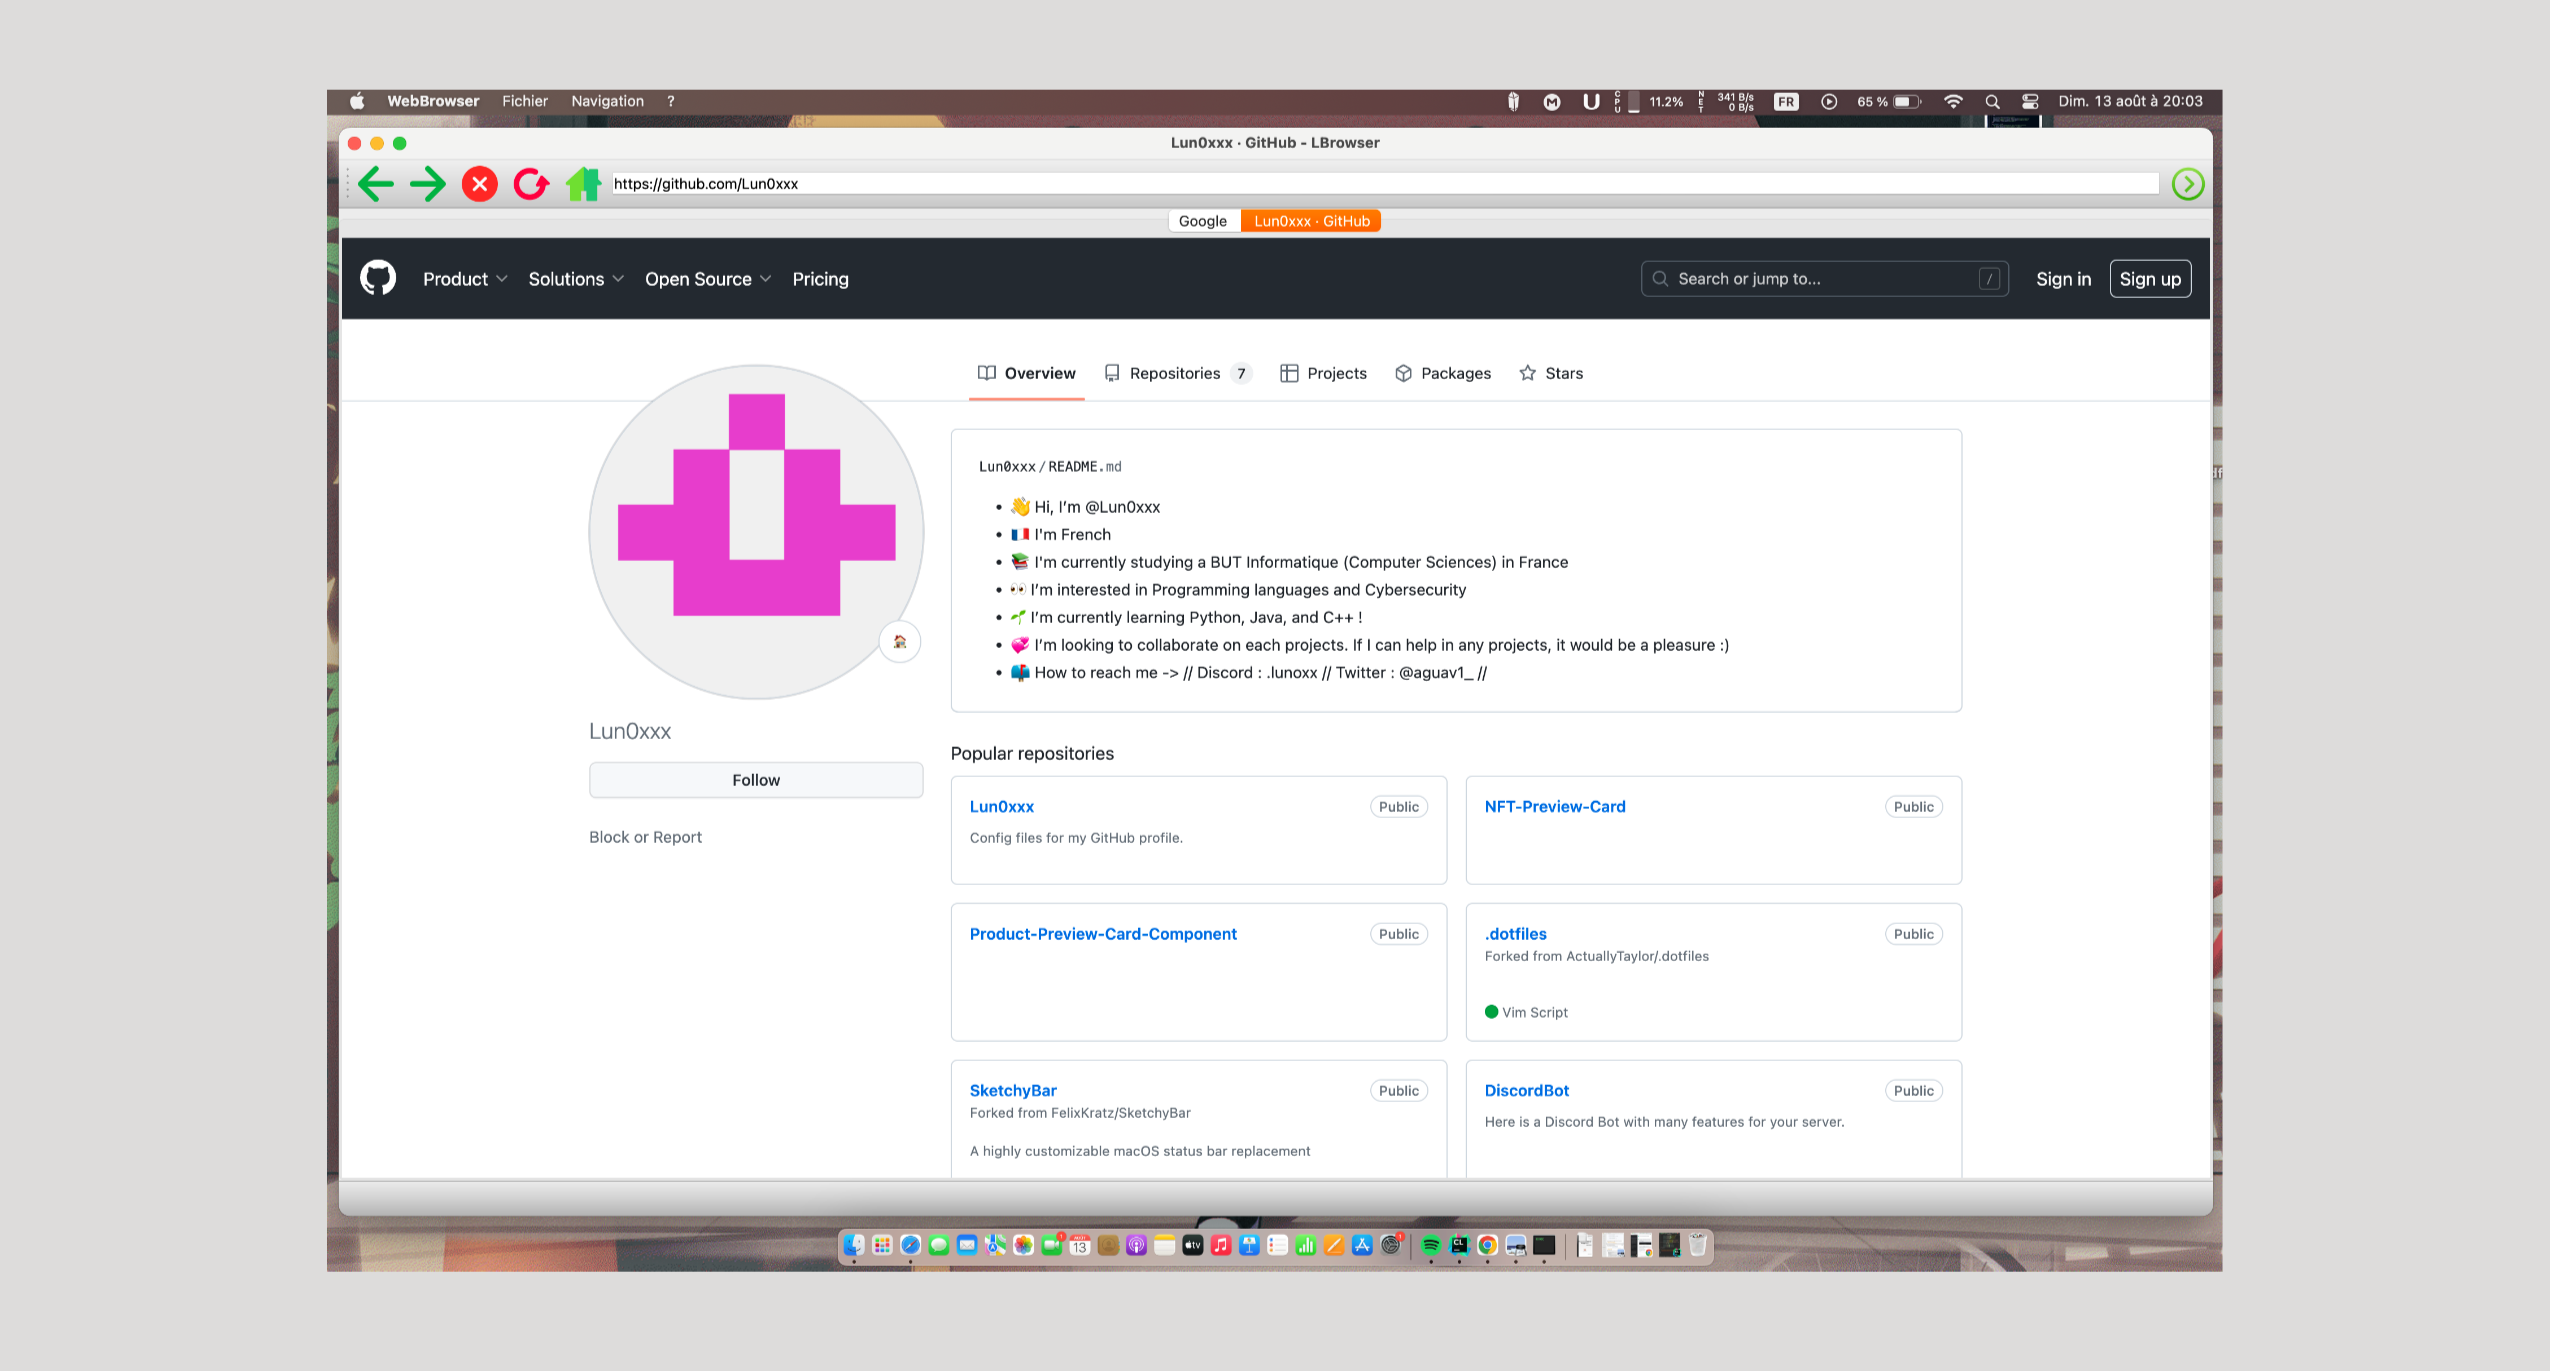 WebBrowser Fichier Navigation ?
CPU 11.2% NET 341 B/s 0 B/s FR 65 % Dim. 13 août à 20:03
Lun0xxx · GitHub - LBrowser
https://github.com/Lun0xxx
Google Lun0xxx · GitHub
Product Solutions Open Source Pricing
Search or jump to... / Sign in Sign up
Overview Repositories 7 Projects Packages Stars
Lun0xxx/README.md
👋 Hi, I’m @Lun0xxx
🇫🇷 I'm French
📚 I'm currently studying a BUT Informatique (Computer Sciences) in France
👀 I’m interested in Programming languages and Cybersecurity
🌱 I’m currently learning Python, Java, and C++ !
💞️ I’m looking to collaborate on each projects. If I can help in any projects, it would be a pleasure :)
📫 How to reach me -> // Discord : .lunoxx // Twitter : @aguav1_ //
Lun0xxx
Follow
Block or Report
Popular repositories
Lun0xxx Public
Config files for my GitHub profile.
NFT-Preview-Card Public
Product-Preview-Card-Component Public
.dotfiles Public
Forked from ActuallyTaylor/.dotfiles
Vim Script
SketchyBar Public
Forked from FelixKratz/SketchyBar
A highly customizable macOS status bar replacement
DiscordBot Public
Here is a Discord Bot with many features for your server.
13
tv
CL